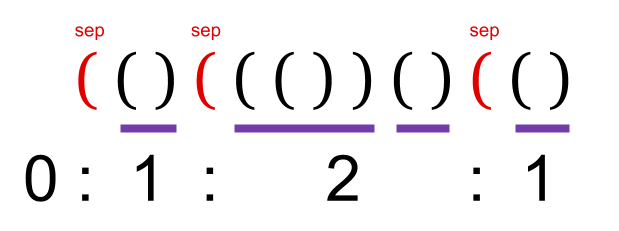 sep sep sep
( ( ) ( ( ( ) ) ( ) ( ( )
0 : 1 : 2 : 1